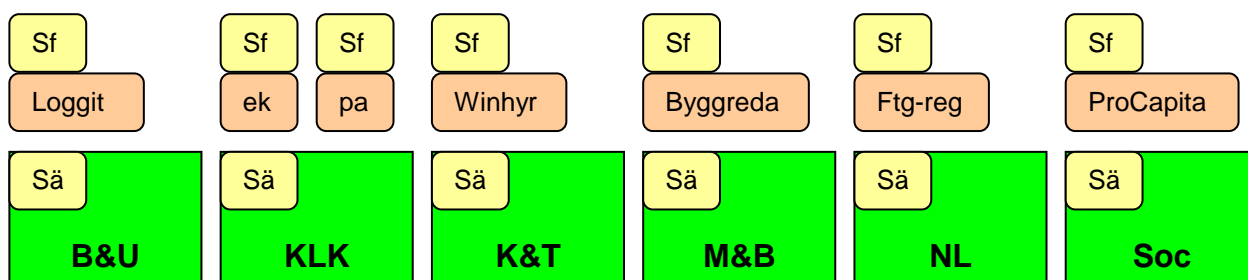 Sf Sf Sf Sf Sf Sf Sf
Loggit ek pa Winhyr Byggreda Ftg-reg ProCapita
Sä Sä Sä Sä Sä Sä
B&U KLK K&T M&B NL Soc